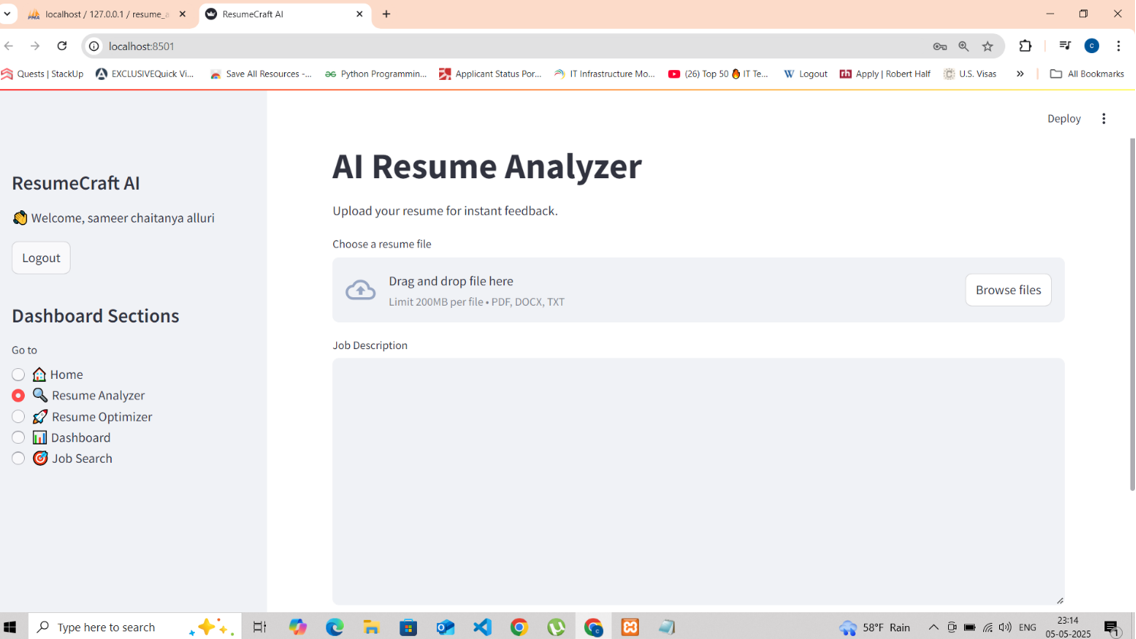 localhost / 127.0.0.1 / resume_a
ResumeCraft AI
localhost:8501
Quests | StackUp
EXCLUSIVEQuick Vi...
Save All Resources -...
Python Programmin...
Applicant Status Por...
IT Infrastructure Mo...
(26) Top 50 🔥 IT Te...
Logout
Apply | Robert Half
U.S. Visas
All Bookmarks
Deploy
ResumeCraft AI
👋 Welcome, sameer chaitanya alluri
Logout
Dashboard Sections
Go to
🏠 Home
🔍 Resume Analyzer
🚀 Resume Optimizer
📊 Dashboard
🎯 Job Search
AI Resume Analyzer
Upload your resume for instant feedback.
Choose a resume file
Drag and drop file here
Limit 200MB per file • PDF, DOCX, TXT
Browse files
Job Description
Type here to search
58°F Rain
ENG
23:14
05-05-2025
1